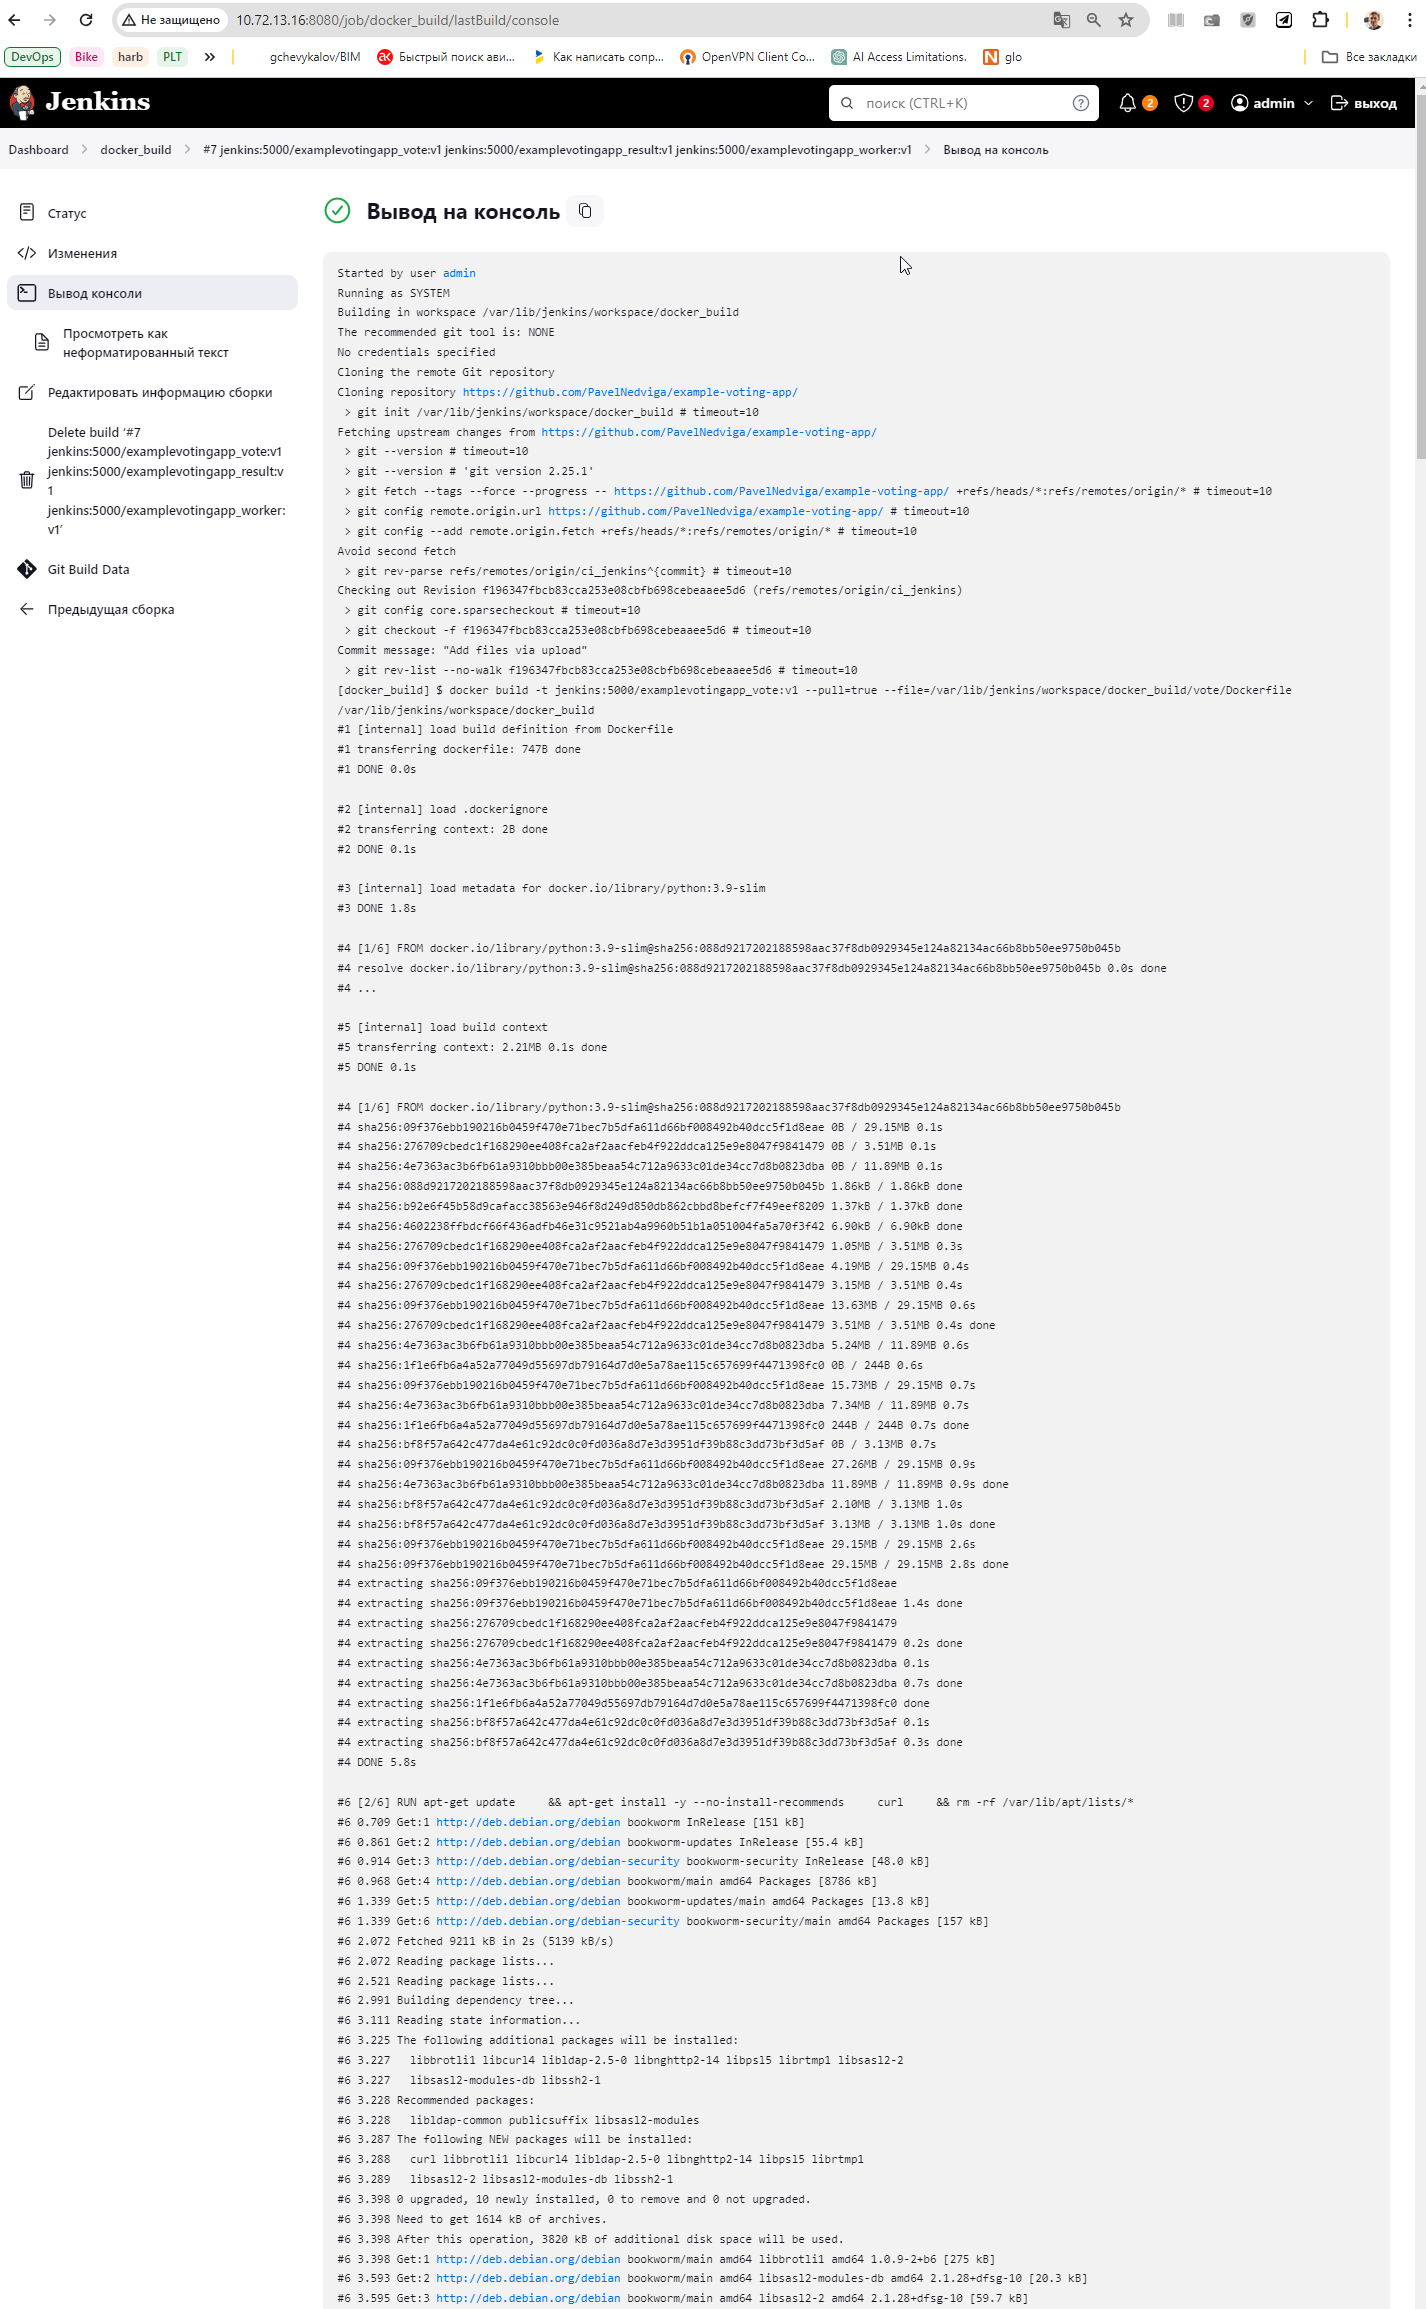 Не защищено 10.72.13.16:8080/job/docker_build/lastBuild/console
DevOps Bike harb PLT » gchevykalov/BIM Быстрый поиск ави... Как написать сопр... OpenVPN Client Co... AI Access Limitations. glo Все закладки
Jenkins поиск (CTRL+K) 2 2 admin выход
Dashboard docker_build #7 jenkins:5000/examplevotingapp_vote:v1 jenkins:5000/examplevotingapp_result:v1 jenkins:5000/examplevotingapp_worker:v1 Вывод на консоль
Статус
Изменения
Вывод консоли
Просмотреть как
неформатированный текст
Редактировать информацию сборки
Delete build ‘#7
jenkins:5000/examplevotingapp_vote:v1
jenkins:5000/examplevotingapp_result:v
1
jenkins:5000/examplevotingapp_worker:
v1’
Git Build Data
Предыдущая сборка
Вывод на консоль
Started by user admin
Running as SYSTEM
Building in workspace /var/lib/jenkins/workspace/docker_build
The recommended git tool is: NONE
No credentials specified
Cloning the remote Git repository
Cloning repository https://github.com/PavelNedviga/example-voting-app/
> git init /var/lib/jenkins/workspace/docker_build # timeout=10
Fetching upstream changes from https://github.com/PavelNedviga/example-voting-app/
> git --version # timeout=10
> git --version # 'git version 2.25.1'
> git fetch --tags --force --progress -- https://github.com/PavelNedviga/example-voting-app/ +refs/heads/*:refs/remotes/origin/* # timeout=10
> git config remote.origin.url https://github.com/PavelNedviga/example-voting-app/ # timeout=10
> git config --add remote.origin.fetch +refs/heads/*:refs/remotes/origin/* # timeout=10
Avoid second fetch
> git rev-parse refs/remotes/origin/ci_jenkins^{commit} # timeout=10
Checking out Revision f196347fbcb83cca253e08cbfb698cebeaaee5d6 (refs/remotes/origin/ci_jenkins)
> git config core.sparsecheckout # timeout=10
> git checkout -f f196347fbcb83cca253e08cbfb698cebeaaee5d6 # timeout=10
Commit message: "Add files via upload"
> git rev-list --no-walk f196347fbcb83cca253e08cbfb698cebeaaee5d6 # timeout=10
[docker_build] $ docker build -t jenkins:5000/examplevotingapp_vote:v1 --pull=true --file=/var/lib/jenkins/workspace/docker_build/vote/Dockerfile
/var/lib/jenkins/workspace/docker_build
#1 [internal] load build definition from Dockerfile
#1 transferring dockerfile: 747B done
#1 DONE 0.0s
#2 [internal] load .dockerignore
#2 transferring context: 2B done
#2 DONE 0.1s
#3 [internal] load metadata for docker.io/library/python:3.9-slim
#3 DONE 1.8s
#4 [1/6] FROM docker.io/library/python:3.9-slim@sha256:088d9217202188598aac37f8db0929345e124a82134ac66b8bb50ee9750b045b
#4 resolve docker.io/library/python:3.9-slim@sha256:088d9217202188598aac37f8db0929345e124a82134ac66b8bb50ee9750b045b 0.0s done
#4 ...
#5 [internal] load build context
#5 transferring context: 2.21MB 0.1s done
#5 DONE 0.1s
#4 [1/6] FROM docker.io/library/python:3.9-slim@sha256:088d9217202188598aac37f8db0929345e124a82134ac66b8bb50ee9750b045b
#4 sha256:09f376ebb190216b0459f470e71bec7b5dfa611d66bf008492b40dcc5f1d8eae 0B / 29.15MB 0.1s
#4 sha256:276709cbedc1f168290ee408fca2af2aacfeb4f922ddca125e9e8047f9841479 0B / 3.51MB 0.1s
#4 sha256:4e7363ac3b6fb61a9310bbb00e385beaa54c712a9633c01de34cc7d8b0823dba 0B / 11.89MB 0.1s
#4 sha256:088d9217202188598aac37f8db0929345e124a82134ac66b8bb50ee9750b045b 1.86kB / 1.86kB done
#4 sha256:b92e6f45b58d9cafacc38563e946f8d249d850db862cbbd8befcf7f49eef8209 1.37kB / 1.37kB done
#4 sha256:4602238ffbdcf66f436adfb46e31c9521ab4a9960b51b1a051004fa5a70f3f42 6.90kB / 6.90kB done
#4 sha256:276709cbedc1f168290ee408fca2af2aacfeb4f922ddca125e9e8047f9841479 1.05MB / 3.51MB 0.3s
#4 sha256:09f376ebb190216b0459f470e71bec7b5dfa611d66bf008492b40dcc5f1d8eae 4.19MB / 29.15MB 0.4s
#4 sha256:276709cbedc1f168290ee408fca2af2aacfeb4f922ddca125e9e8047f9841479 3.15MB / 3.51MB 0.4s
#4 sha256:09f376ebb190216b0459f470e71bec7b5dfa611d66bf008492b40dcc5f1d8eae 13.63MB / 29.15MB 0.6s
#4 sha256:276709cbedc1f168290ee408fca2af2aacfeb4f922ddca125e9e8047f9841479 3.51MB / 3.51MB 0.4s done
#4 sha256:4e7363ac3b6fb61a9310bbb00e385beaa54c712a9633c01de34cc7d8b0823dba 5.24MB / 11.89MB 0.6s
#4 sha256:1f1e6fb6a4a52a77049d55697db79164d7d0e5a78ae115c657699f4471398fc0 0B / 244B 0.6s
#4 sha256:09f376ebb190216b0459f470e71bec7b5dfa611d66bf008492b40dcc5f1d8eae 15.73MB / 29.15MB 0.7s
#4 sha256:4e7363ac3b6fb61a9310bbb00e385beaa54c712a9633c01de34cc7d8b0823dba 7.34MB / 11.89MB 0.7s
#4 sha256:1f1e6fb6a4a52a77049d55697db79164d7d0e5a78ae115c657699f4471398fc0 244B / 244B 0.7s done
#4 sha256:bf8f57a642c477da4e61c92dc0c0fd036a8d7e3d3951df39b88c3dd73bf3d5af 0B / 3.13MB 0.7s
#4 sha256:09f376ebb190216b0459f470e71bec7b5dfa611d66bf008492b40dcc5f1d8eae 27.26MB / 29.15MB 0.9s
#4 sha256:4e7363ac3b6fb61a9310bbb00e385beaa54c712a9633c01de34cc7d8b0823dba 11.89MB / 11.89MB 0.9s done
#4 sha256:bf8f57a642c477da4e61c92dc0c0fd036a8d7e3d3951df39b88c3dd73bf3d5af 2.10MB / 3.13MB 1.0s
#4 sha256:bf8f57a642c477da4e61c92dc0c0fd036a8d7e3d3951df39b88c3dd73bf3d5af 3.13MB / 3.13MB 1.0s done
#4 sha256:09f376ebb190216b0459f470e71bec7b5dfa611d66bf008492b40dcc5f1d8eae 29.15MB / 29.15MB 2.6s
#4 sha256:09f376ebb190216b0459f470e71bec7b5dfa611d66bf008492b40dcc5f1d8eae 29.15MB / 29.15MB 2.8s done
#4 extracting sha256:09f376ebb190216b0459f470e71bec7b5dfa611d66bf008492b40dcc5f1d8eae
#4 extracting sha256:09f376ebb190216b0459f470e71bec7b5dfa611d66bf008492b40dcc5f1d8eae 1.4s done
#4 extracting sha256:276709cbedc1f168290ee408fca2af2aacfeb4f922ddca125e9e8047f9841479
#4 extracting sha256:276709cbedc1f168290ee408fca2af2aacfeb4f922ddca125e9e8047f9841479 0.2s done
#4 extracting sha256:4e7363ac3b6fb61a9310bbb00e385beaa54c712a9633c01de34cc7d8b0823dba 0.1s
#4 extracting sha256:4e7363ac3b6fb61a9310bbb00e385beaa54c712a9633c01de34cc7d8b0823dba 0.7s done
#4 extracting sha256:1f1e6fb6a4a52a77049d55697db79164d7d0e5a78ae115c657699f4471398fc0 done
#4 extracting sha256:bf8f57a642c477da4e61c92dc0c0fd036a8d7e3d3951df39b88c3dd73bf3d5af 0.1s
#4 extracting sha256:bf8f57a642c477da4e61c92dc0c0fd036a8d7e3d3951df39b88c3dd73bf3d5af 0.3s done
#4 DONE 5.8s
#6 [2/6] RUN apt-get update     && apt-get install -y --no-install-recommends     curl     && rm -rf /var/lib/apt/lists/*
#6 0.709 Get:1 http://deb.debian.org/debian bookworm InRelease [151 kB]
#6 0.861 Get:2 http://deb.debian.org/debian bookworm-updates InRelease [55.4 kB]
#6 0.914 Get:3 http://deb.debian.org/debian-security bookworm-security InRelease [48.0 kB]
#6 0.968 Get:4 http://deb.debian.org/debian bookworm/main amd64 Packages [8786 kB]
#6 1.339 Get:5 http://deb.debian.org/debian bookworm-updates/main amd64 Packages [13.8 kB]
#6 1.339 Get:6 http://deb.debian.org/debian-security bookworm-security/main amd64 Packages [157 kB]
#6 2.072 Fetched 9211 kB in 2s (5139 kB/s)
#6 2.072 Reading package lists...
#6 2.521 Reading package lists...
#6 2.991 Building dependency tree...
#6 3.111 Reading state information...
#6 3.225 The following additional packages will be installed:
#6 3.227   libbrotli1 libcurl4 libldap-2.5-0 libnghttp2-14 libpsl5 librtmp1 libsasl2-2
#6 3.227   libsasl2-modules-db libssh2-1
#6 3.228 Recommended packages:
#6 3.228   libldap-common publicsuffix libsasl2-modules
#6 3.287 The following NEW packages will be installed:
#6 3.288   curl libbrotli1 libcurl4 libldap-2.5-0 libnghttp2-14 libpsl5 librtmp1
#6 3.289   libsasl2-2 libsasl2-modules-db libssh2-1
#6 3.398 0 upgraded, 10 newly installed, 0 to remove and 0 not upgraded.
#6 3.398 Need to get 1614 kB of archives.
#6 3.398 After this operation, 3820 kB of additional disk space will be used.
#6 3.398 Get:1 http://deb.debian.org/debian bookworm/main amd64 libbrotli1 amd64 1.0.9-2+b6 [275 kB]
#6 3.593 Get:2 http://deb.debian.org/debian bookworm/main amd64 libsasl2-modules-db amd64 2.1.28+dfsg-10 [20.3 kB]
#6 3.595 Get:3 http://deb.debian.org/debian bookworm/main amd64 libsasl2-2 amd64 2.1.28+dfsg-10 [59.7 kB]